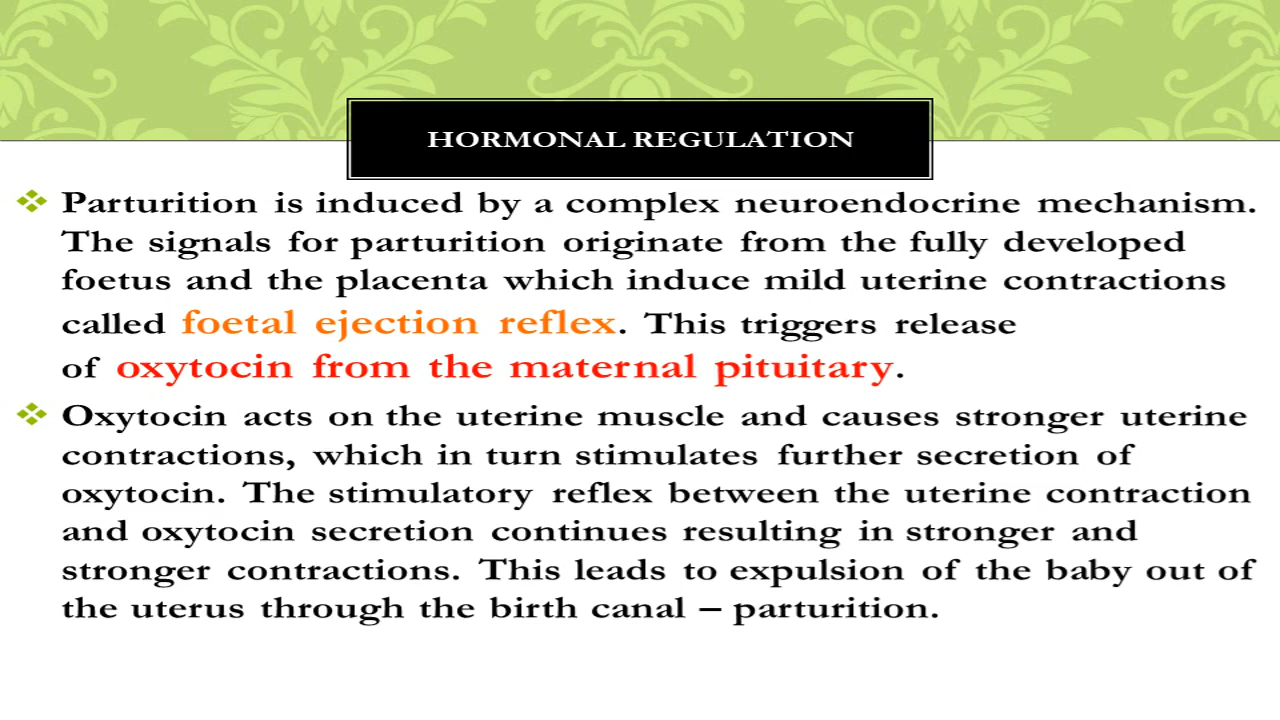 HORMONAL REGULATION
Parturition is induced by a complex neuroendocrine mechanism.
The signals for parturition originate from the fully developed
foetus and the placenta which induce mild uterine contractions
called foetal ejection reflex. This triggers release
of oxytocin from the maternal pituitary.
Oxytocin acts on the uterine muscle and causes stronger uterine
contractions, which in turn stimulates further secretion of
oxytocin. The stimulatory reflex between the uterine contraction
and oxytocin secretion continues resulting in stronger and
stronger contractions. This leads to expulsion of the baby out of
the uterus through the birth canal – parturition.